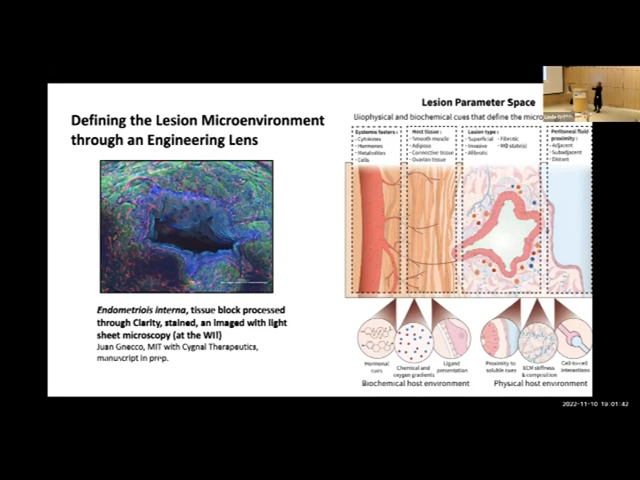 Defining the Lesion Microenvironment
through an Engineering Lens
Endometriois interna, tissue block processed
through Clarity, stained, an imaged with light
sheet microscopy (at the WI)
Juan Gnecco, MIT with Cygnal Therapeutics,
manuscript in prep.
Lesion Parameter Space
Biophysical and biochemical cues that define the micro
Systemic factors:
- Cytokines
- Hormones
- Metabolites
- Cells
Host tissue:
- Smooth muscle
- Adipose
- Connective tissue
- Ovarian tissue
Lesion type:
- Superficial
- Invasive
- Fibrotic
Peritoneal fluid
proximity:
- Adjacent
- Subadjacent
- Distant
Hormonal
cues
Chemical and
oxygen gradients
Ligand
presentation
Proximity to
soluble cues
ECM stiffness
& composition
Cell-to-cell
interactions
Biochemical host environment
Physical host environment
2022-11-10 19:01:42